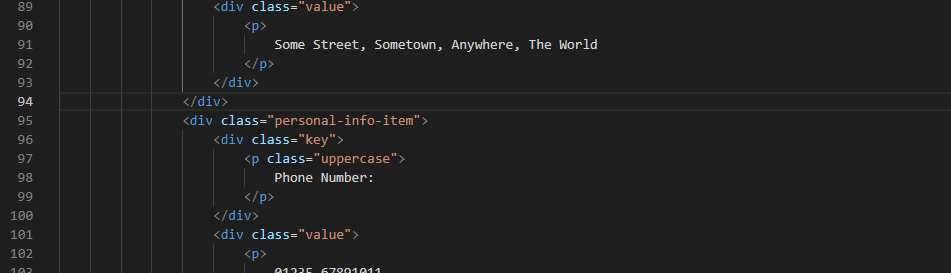 89 <div class="value">
90 <p>
91 Some Street, Sometown, Anywhere, The World
92 </p>
93 </div>
94 </div>
95 <div class="personal-info-item">
96 <div class="key">
97 <p class="uppercase">
98 Phone Number:
99 </p>
100 </div>
101 <div class="value">
102 <p>
103 01235 67891011